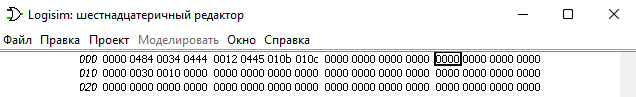 Logisim: шестнадцатеричный редактор
Файл Правка Проект Моделировать Окно Справка
000 0000 0484 0034 0444 0012 0445 010b 010c 0000 0000 0000 0000 0000 0000 0000 0000
010 0000 0030 0010 0000 0000 0000 0000 0000 0000 0000 0000 0000 0000 0000 0000 0000
020 0000 0000 0000 0000 0000 0000 0000 0000 0000 0000 0000 0000 0000 0000 0000 0000